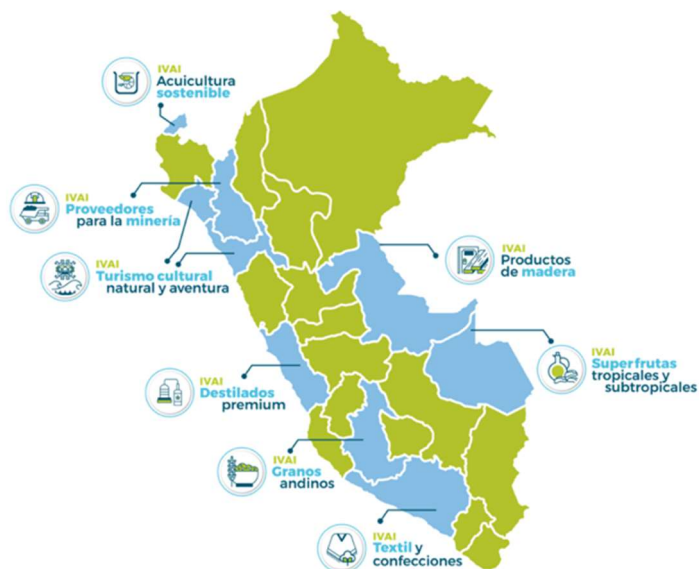 IVAI
Acuicultura
sostenible
IVAI
Proveedores
para la minería
IVAI
Turismo cultural
natural y aventura
IVAI
Productos
de madera
IVAI
Superfrutas
tropicales y
subtropicales
IVAI
Destilados
premium
IVAI
Granos
andinos
IVAI
Textil y
confecciones